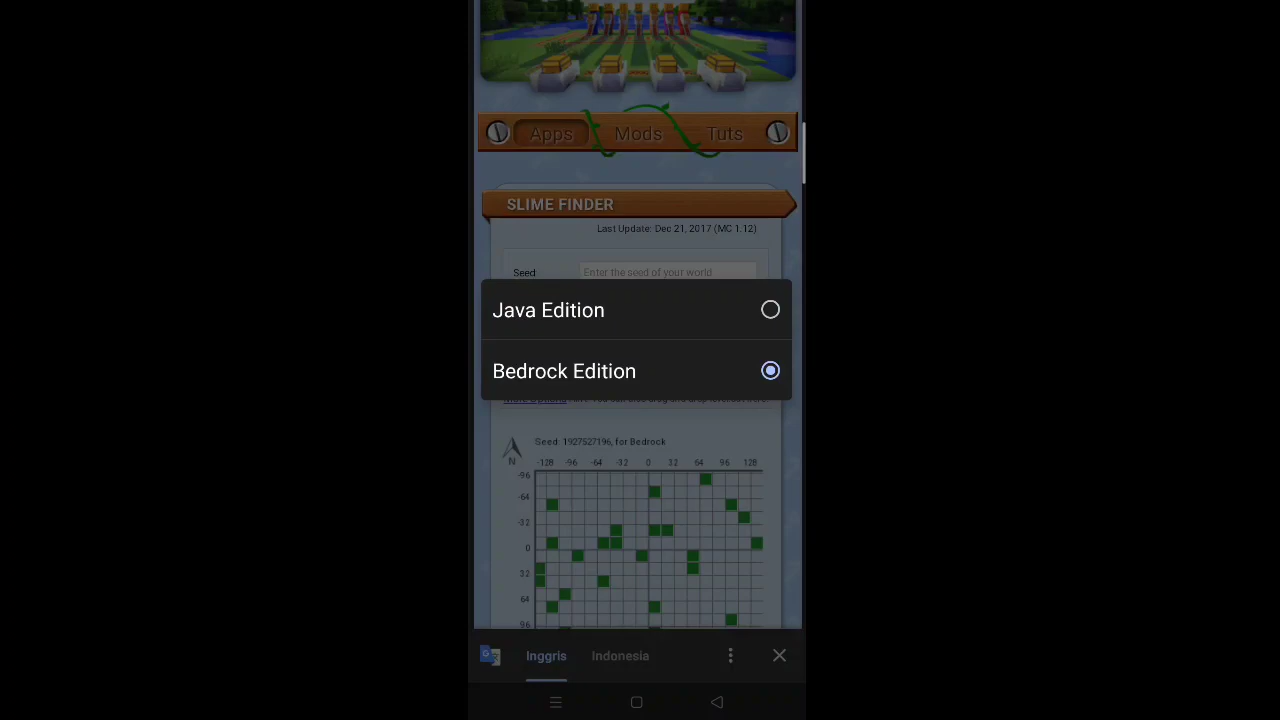 Apps Mods Tuts
SLIME FINDER
Last Update: Dec 21, 2017 (MC 1.12)
Seed: Enter the seed of your world
Java Edition
Bedrock Edition
Seed: 1927527196, for Bedrock
N
-128 -96 -64 -32 0 32 64 96 128
-96
-64
-32
0
32
64
96
Inggris Indonesia